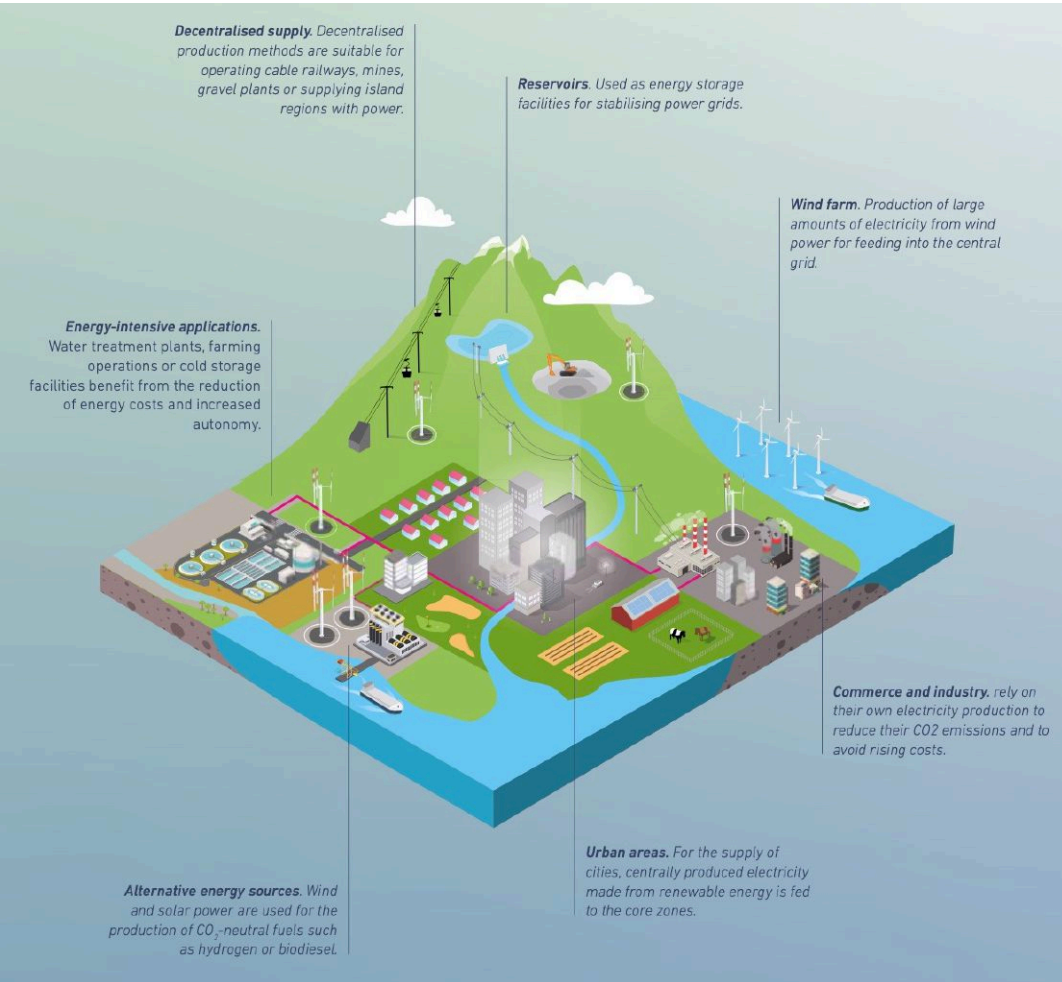 Decentralised supply. Decentralised
production methods are suitable for
operating cable railways, mines,
gravel plants or supplying island
regions with power.
Reservoirs. Used as energy storage
facilities for stabilising power grids.
Wind farm. Production of large
amounts of electricity from wind
power for feeding into the central
grid.
Energy-intensive applications.
Water treatment plants, farming
operations or cold storage
facilities benefit from the reduction
of energy costs and increased
autonomy.
Commerce and industry. rely on
their own electricity production to
reduce their CO2 emissions and to
avoid rising costs.
Urban areas. For the supply of
cities, centrally produced electricity
made from renewable energy is fed
to the core zones.
Alternative energy sources. Wind
and solar power are used for the
production of CO₂-neutral fuels such
as hydrogen or biodiesel.